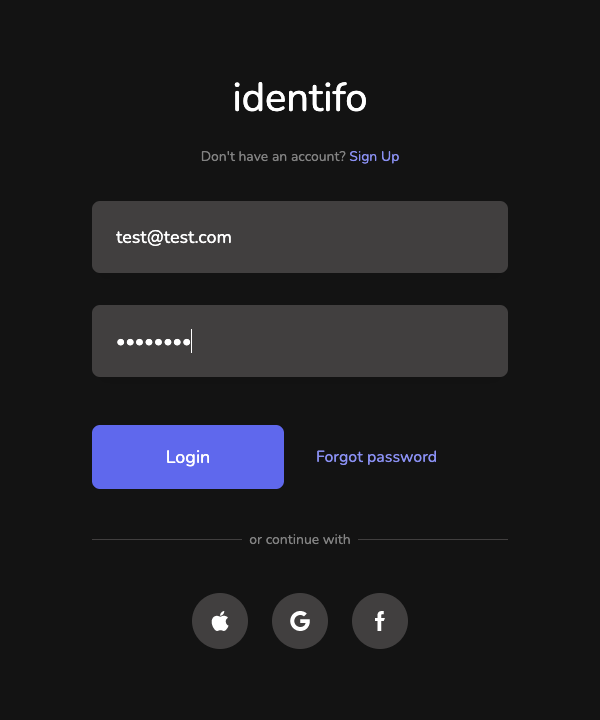 identifo
Don't have an account? Sign Up
test@test.com
••••••••
Login
Forgot password
or continue with